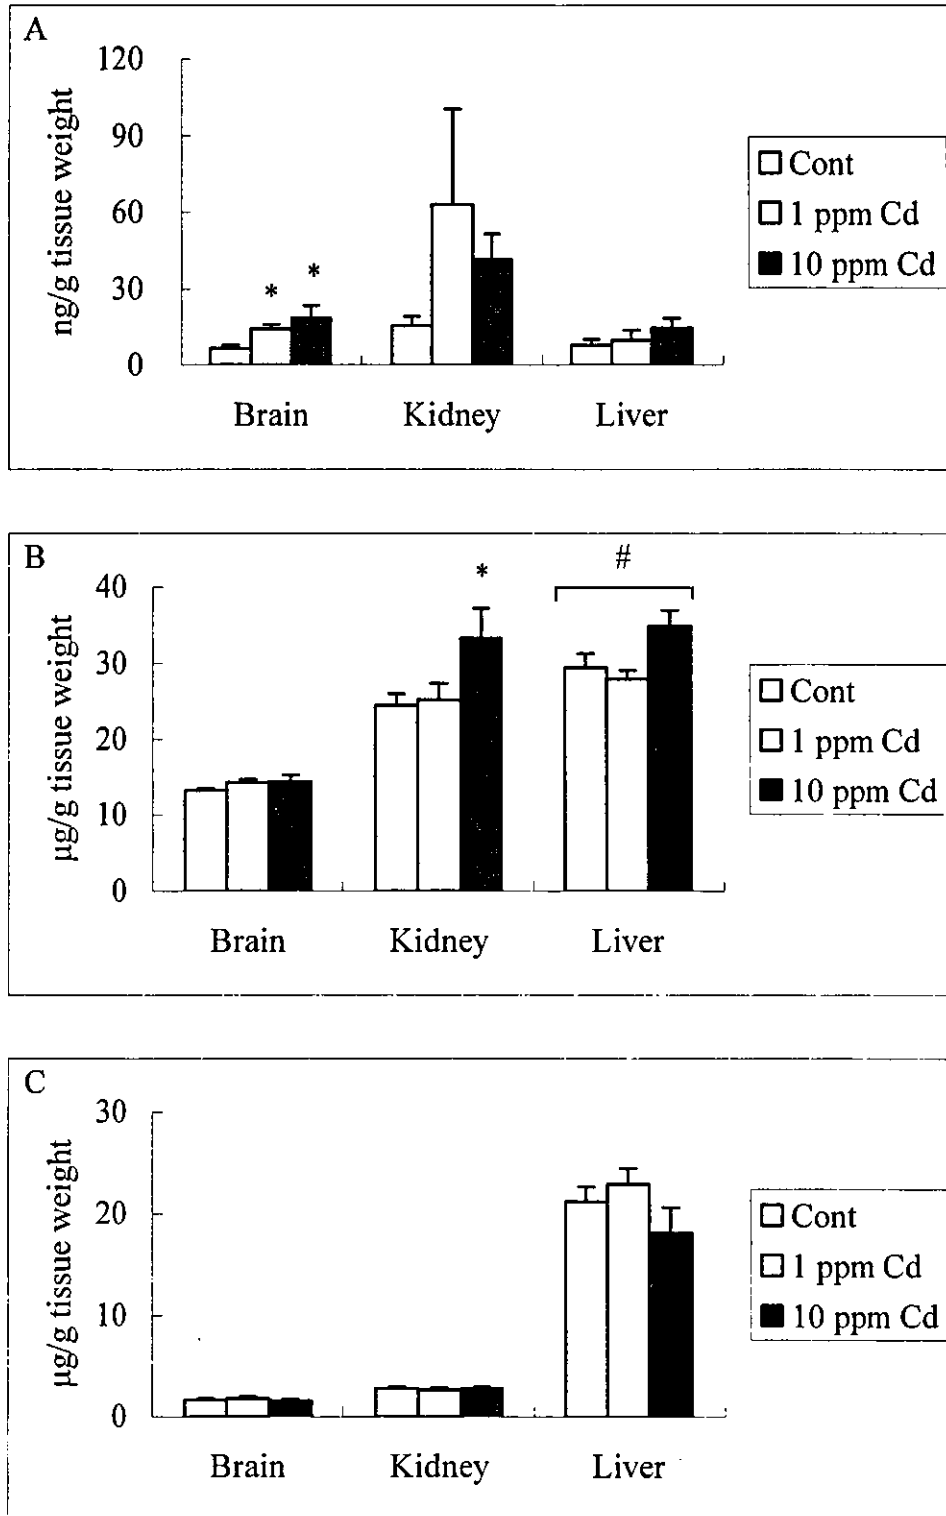 A
120
90
60
30
0
ng/g tissue weight
* *
Brain Kidney Liver
Cont
1 ppm Cd
10 ppm Cd
B
40
30
20
10
0
µg/g tissue weight
* #
Brain Kidney Liver
Cont
1 ppm Cd
10 ppm Cd
C
30
20
10
0
µg/g tissue weight
Brain Kidney Liver
Cont
1 ppm Cd
10 ppm Cd